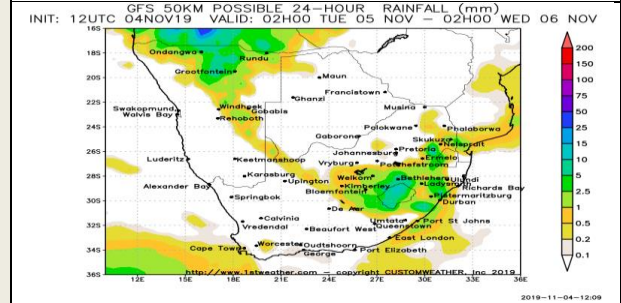 GFS 50KM POSSIBLE 24-HOUR RAINFALL (mm)
INIT: 12UTC 04NOV19 VALID: 02H00 TUE 05 NOV - 02H00 WED 06 NOV
16S
18S
20S
22S
24S
26S
28S
30S
32S
34S
36S
Ondangwa
Rundu
Grootfontein
Maun
Francistown
Ghanzi
Windhoek
Gobabis
Musina
Swakopmund
Walvis Bay
Rehoboth
Polokwane
Phalaborwa
Gaborone
Skukuza
Pretoria
Nelspruit
Johannesburg
Ermelo
Luderitz
Keetmanshoop
Vryburg
Potchefstroom
Karasburg
Upington
Welkom
Bethlehem
Ulundi
Alexander Bay
Kimberley
Ladysmith
Richards Bay
Bloemfontein
Springbok
Pietermaritzburg
De Aar
Durban
Calvinia
Umtata
Port St Johns
Vredendal
Beaufort West
Queenstown
East London
Worcester
Oudtshoorn
Cape Town
George
Port Elizabeth
http://www.1stweather.com - copyright CUSTOMWEATHER, Inc 2019
12E
15E
18E
21E
24E
27E
30E
33E
36E
200
150
100
75
50
25
15
10
5
2.5
1
0.5
0.2
0.1
2019-11-04-12:09